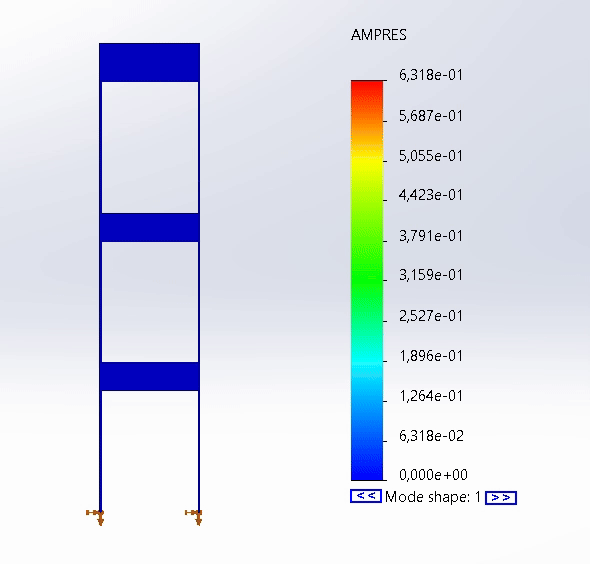 AMPRES
6,318e-01
5,687e-01
5,055e-01
4,423e-01
3,791e-01
3,159e-01
2,527e-01
1,896e-01
1,264e-01
6,318e-02
0,000e+00
<< Mode shape: 1 >>